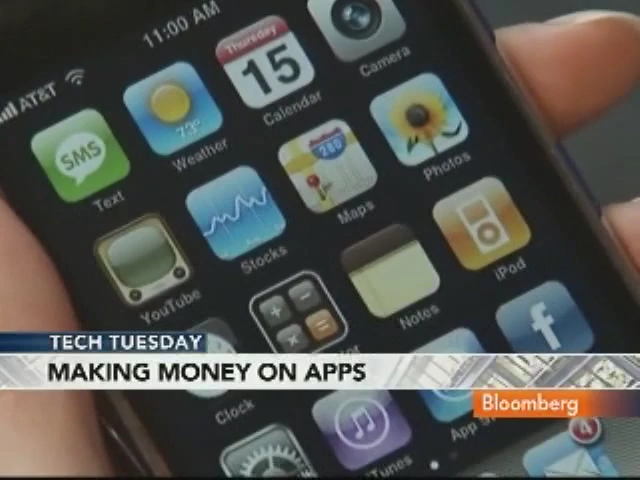 AT&T
11:00 AM
SMS
Text
73°
Weather
Thursday
15
Calendar
Camera
YouTube
Stocks
280
Maps
Photos
Clock
Notes
iPod
iTunes
4
TECH TUESDAY
MAKING MONEY ON APPS
Bloomberg